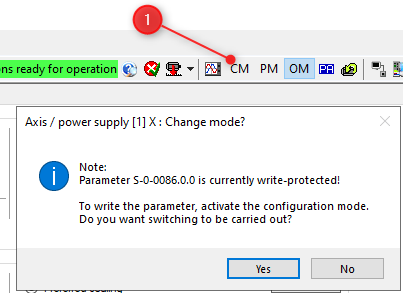 1
ons ready for operation CM PM OM PA
Axis / power supply [1] X : Change mode?
Note:
Parameter S-0-0086.0.0 is currently write-protected!
To write the parameter, activate the configuration mode.
Do you want switching to be carried out?
Yes No